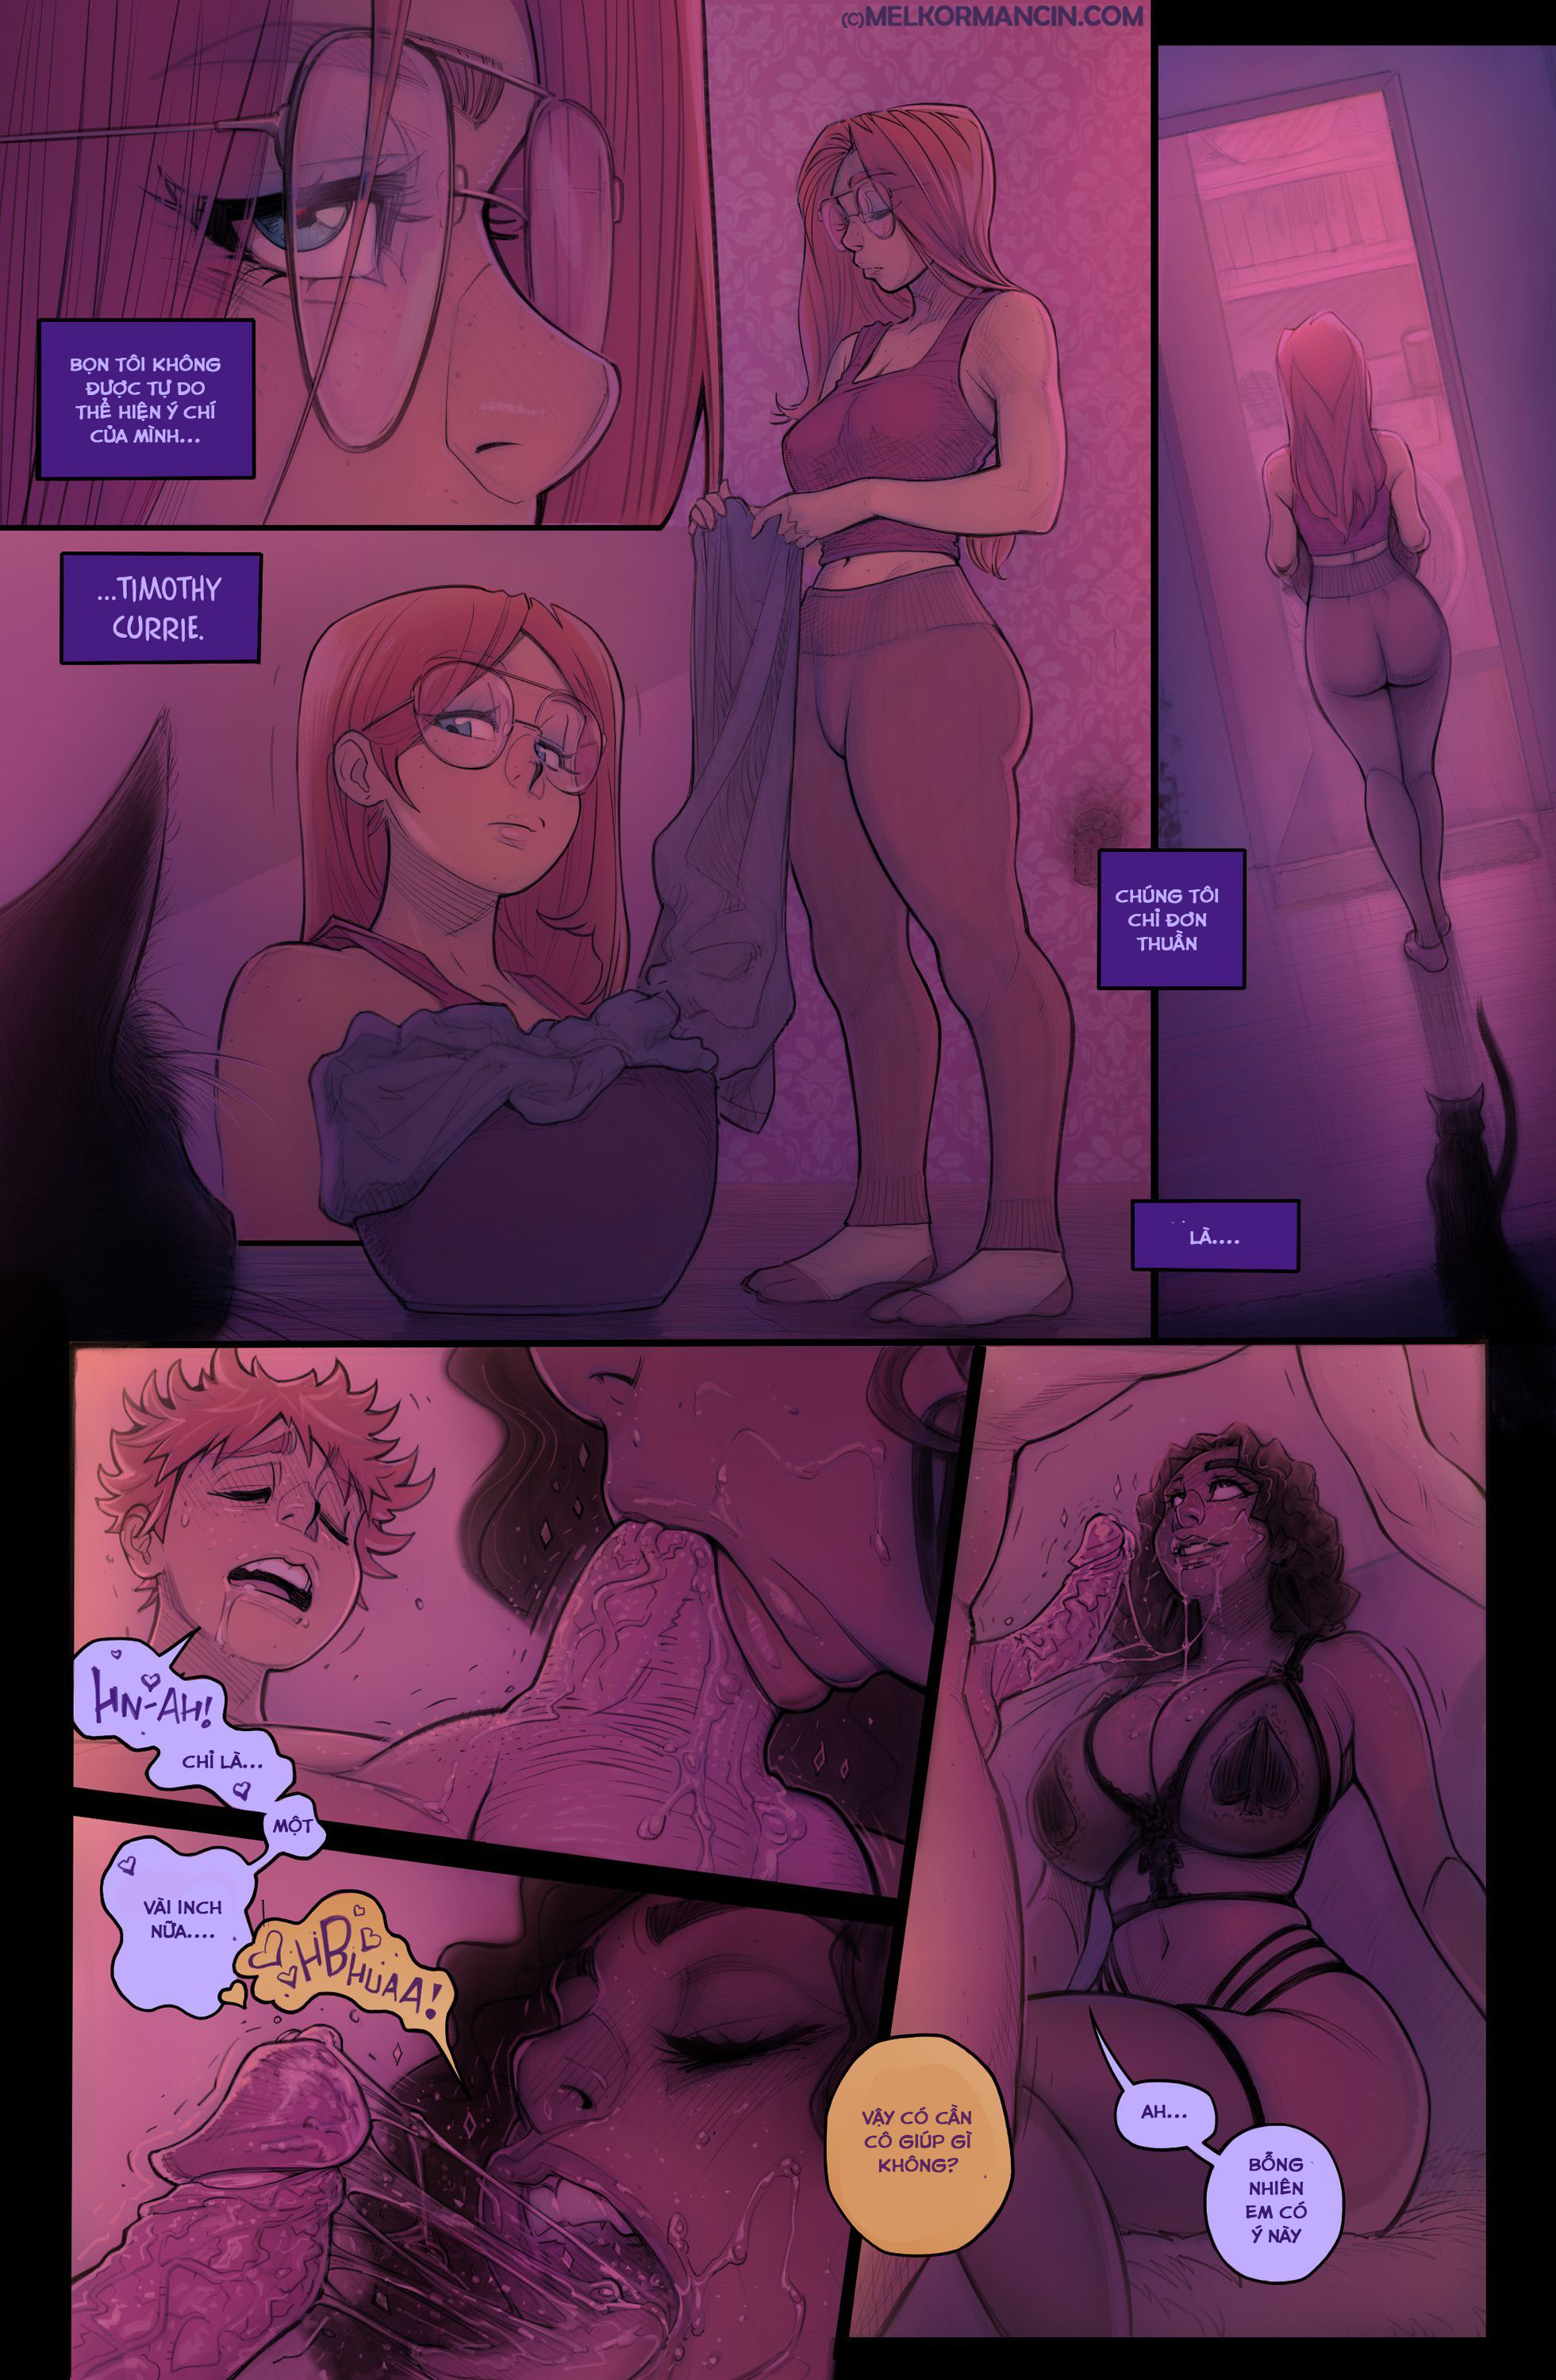 (C)MELKORMANCIN.COM
BỌN TÔI KHÔNG
ĐƯỢC TỰ DO
THỂ HIỆN Ý CHÍ
CỦA MÌNH...
...TIMOTHY
CURRIE.
CHÚNG TÔI
CHỈ ĐƠN
THUẦN
LÀ....
HN-AH!
CHỈ LÀ...
MỘT
VÀI INCH
NỮA....
HBHUAA!
VẬY CÓ CẦN
CÔ GIÚP GÌ
KHÔNG?
AH...
BỖNG
NHIÊN
EM CÓ
Ý NÀY